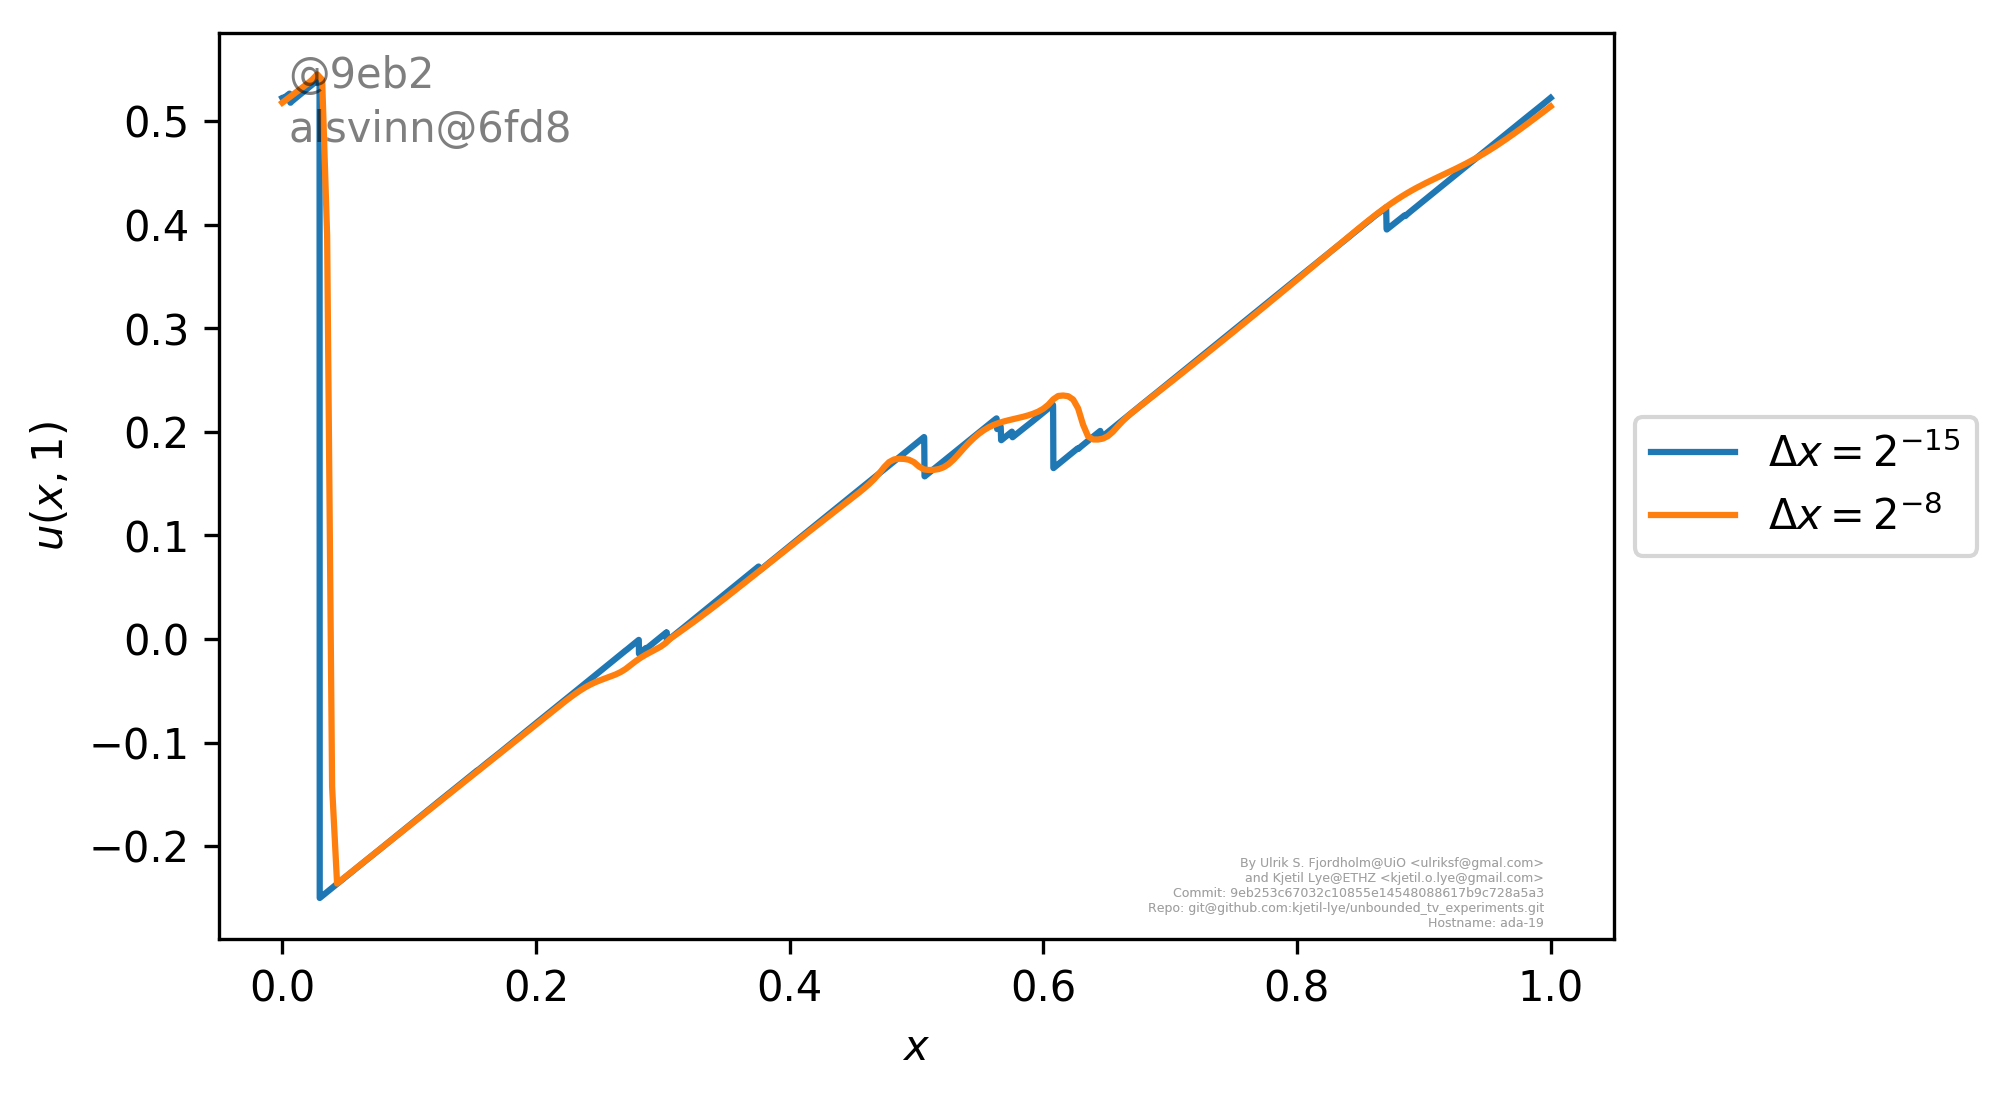 @9eb2
alsvinn@6fd8
0.5
0.4
0.3
0.2
0.1
0.0
−0.1
−0.2
u(x, 1)
Δx = 2⁻¹⁵
Δx = 2⁻⁸
By Ulrik S. Fjordholm@UiO <ulriksf@gmal.com>
and Kjetil Lye@ETHZ <kjetil.o.lye@gmail.com>
Commit: 9eb253c67032c10855e14548088617b9c728a5a3
Repo: git@github.com:kjetil-lye/unbounded_tv_experiments.git
Hostname: ada-19
0.0 0.2 0.4 0.6 0.8 1.0
x